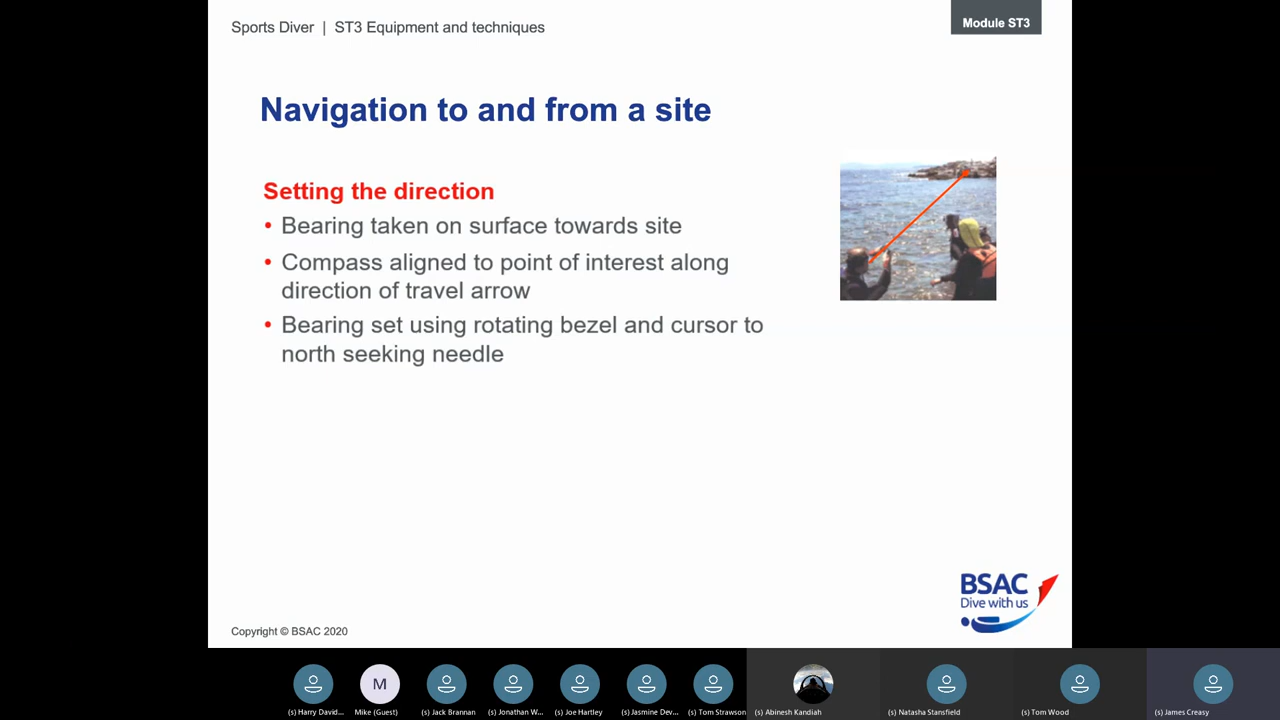 Sports Diver | ST3 Equipment and techniques
Module ST3
Navigation to and from a site
Setting the direction
• Bearing taken on surface towards site
• Compass aligned to point of interest along
direction of travel arrow
• Bearing set using rotating bezel and cursor to
north seeking needle
BSAC
Dive with us
Copyright © BSAC 2020
M
(s) Harry David...
Mike (Guest)
(s) Jack Brannan
(s) Jonathan W...
(s) Joe Hartley
(s) Jasmine Dev...
(s) Tom Strawson
(s) Abinesh Kandiah
(s) Natasha Stansfield
(s) Tom Wood
(s) James Creasy